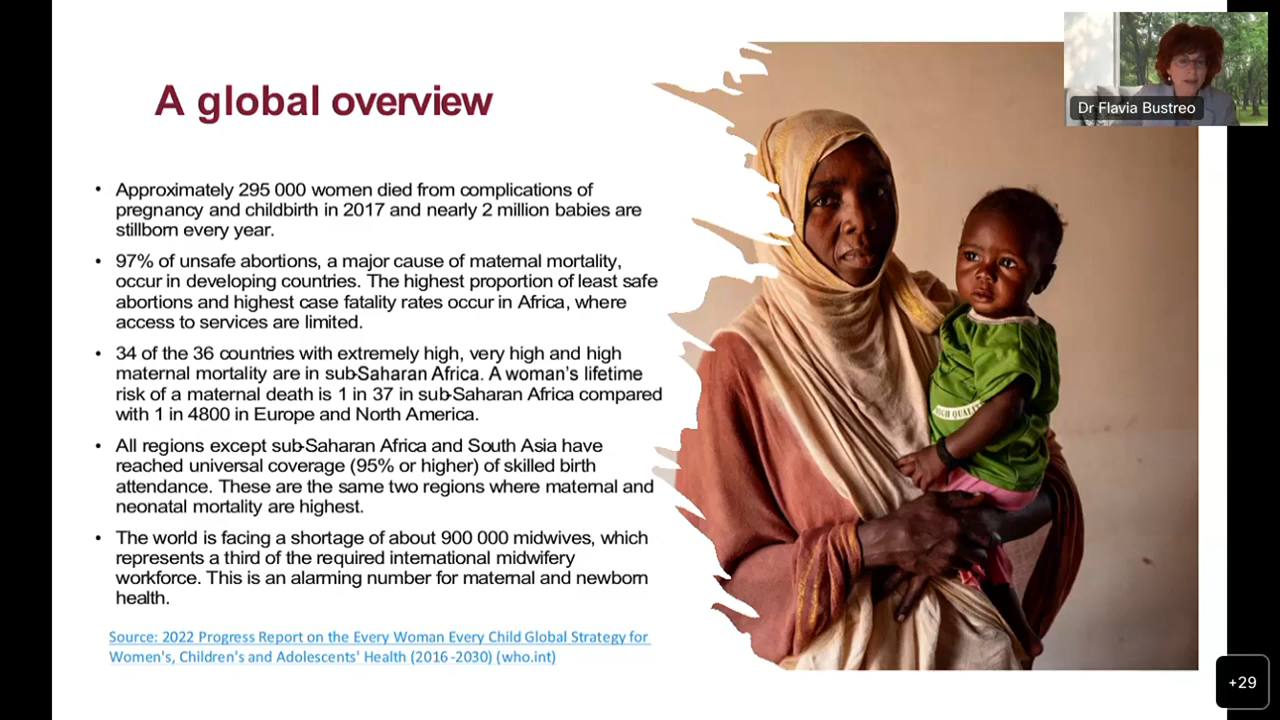 A global overview
• Approximately 295 000 women died from complications of
pregnancy and childbirth in 2017 and nearly 2 million babies are
stillborn every year.
• 97% of unsafe abortions, a major cause of maternal mortality,
occur in developing countries. The highest proportion of least safe
abortions and highest case fatality rates occur in Africa, where
access to services are limited.
• 34 of the 36 countries with extremely high, very high and high
maternal mortality are in sub-Saharan Africa. A woman's lifetime
risk of a maternal death is 1 in 37 in sub-Saharan Africa compared
with 1 in 4800 in Europe and North America.
• All regions except sub-Saharan Africa and South Asia have
reached universal coverage (95% or higher) of skilled birth
attendance. These are the same two regions where maternal and
neonatal mortality are highest.
• The world is facing a shortage of about 900 000 midwives, which
represents a third of the required international midwifery
workforce. This is an alarming number for maternal and newborn
health.
Source: 2022 Progress Report on the Every Woman Every Child Global Strategy for
Women's, Children's and Adolescents' Health (2016-2030) (who.int)
Dr Flavia Bustreo
HIGH QUALITY
+29